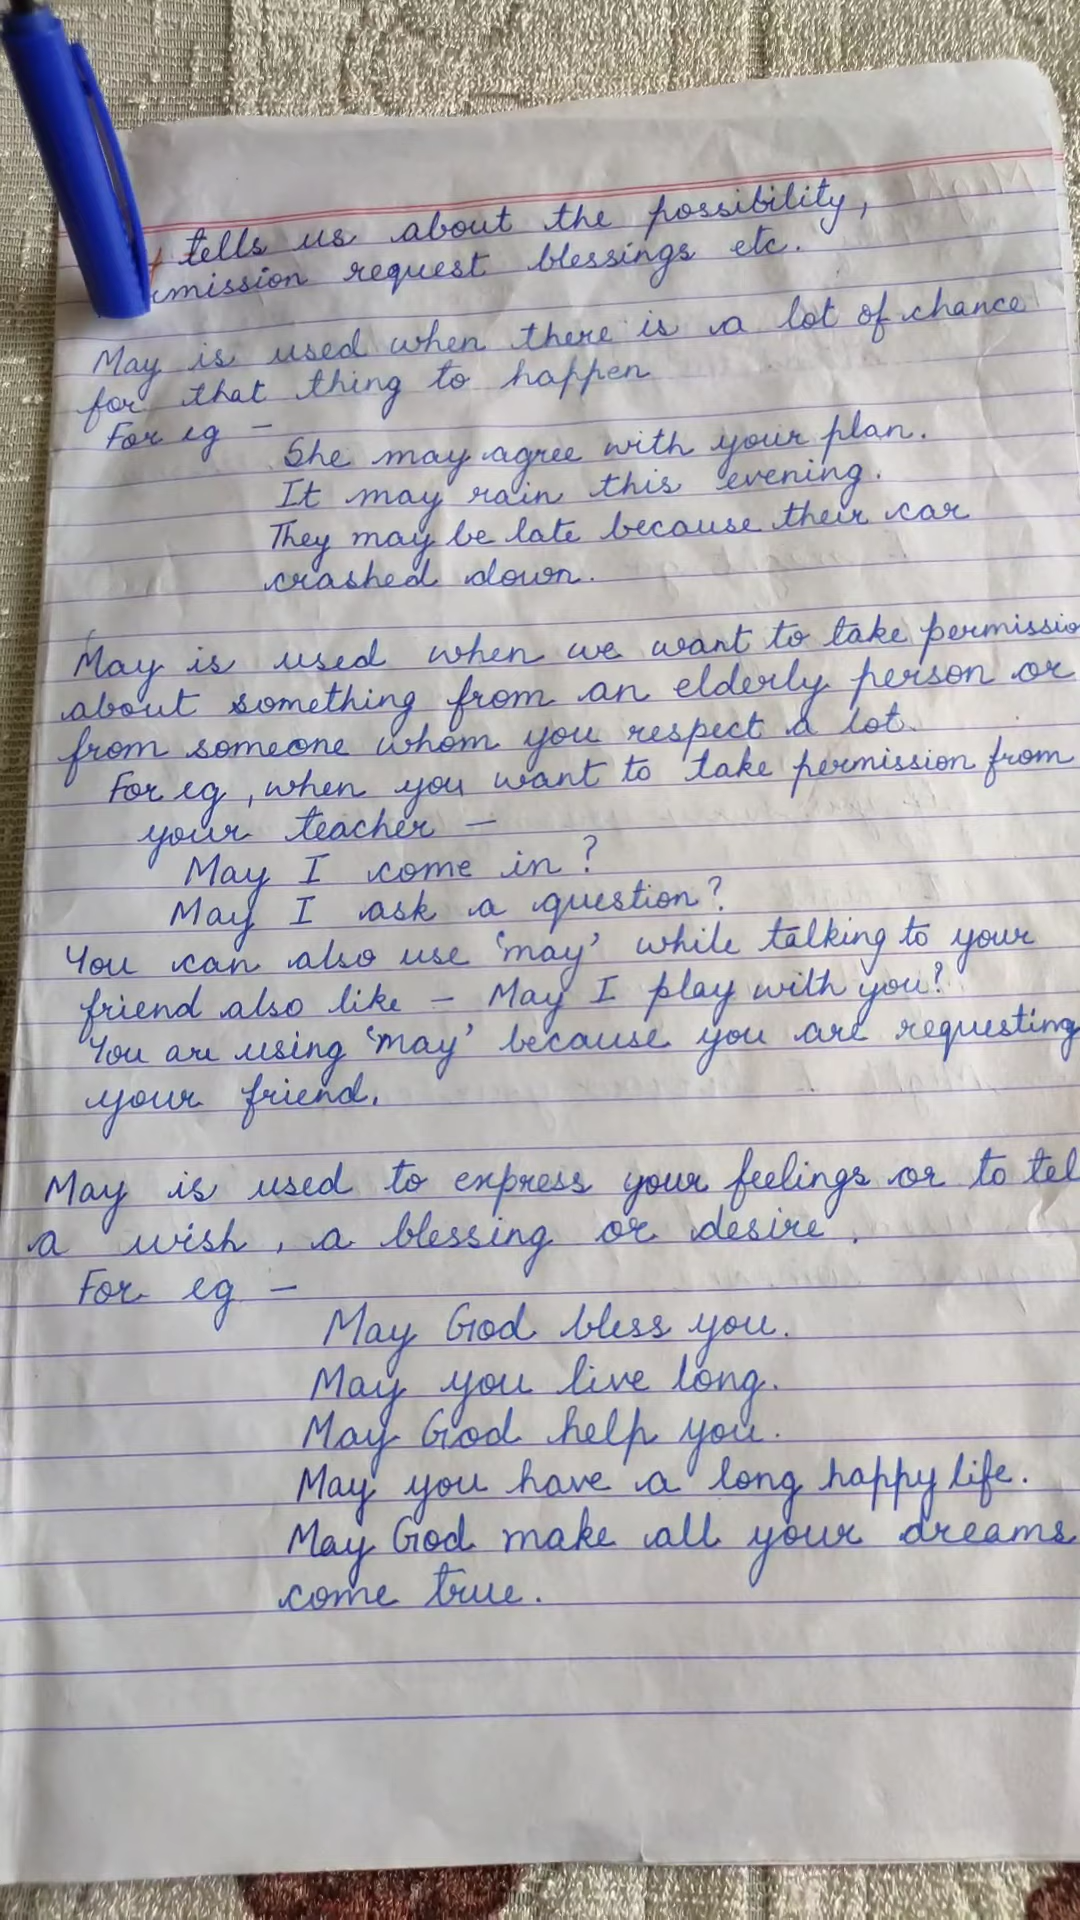 tells us about the possibility,
mission request blessings etc.
May is used when there is a lot of chance
for that thing to happen
For eg -
She may agree with your plan.
It may rain this evening.
They may be late because their car
crashed down.
May is used when we want to take permissio
about something from an elderly person or
from someone whom you respect a lot.
For eg, when you want to take permission from
your teacher -
May I come in?
May I ask a question?
You can also use 'may' while talking to your
friend also like - May I play with you?
You are using 'may' because you are requesting
your friend.
May is used to express your feelings or to tel
a wish, a blessing or desire.
For eg -
May God bless you.
May you live long.
May God help you.
May you have a long happy life.
May God make all your dreams
come true.